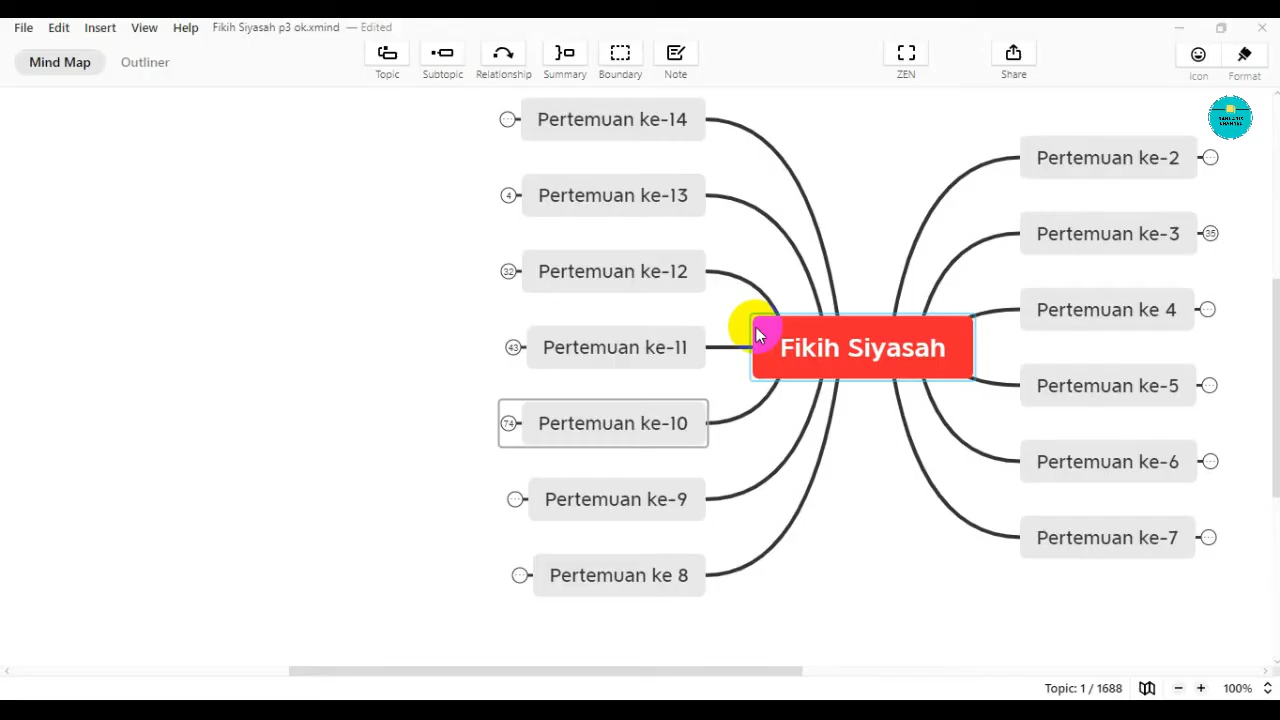 File Edit Insert View Help Fikih Siyasah p3 ok.xmind — Edited
Mind Map Outliner
Topic Subtopic Relationship Summary Boundary Note ZEN Share Icon Format
Pertemuan ke-14
4 Pertemuan ke-13
32 Pertemuan ke-12
43 Pertemuan ke-11
74 Pertemuan ke-10
Pertemuan ke-9
Pertemuan ke 8
Fikih Siyasah
Pertemuan ke-2
Pertemuan ke-3 35
Pertemuan ke 4
Pertemuan ke-5
Pertemuan ke-6
Pertemuan ke-7
CHANNEL
Topic: 1 / 1688 100%